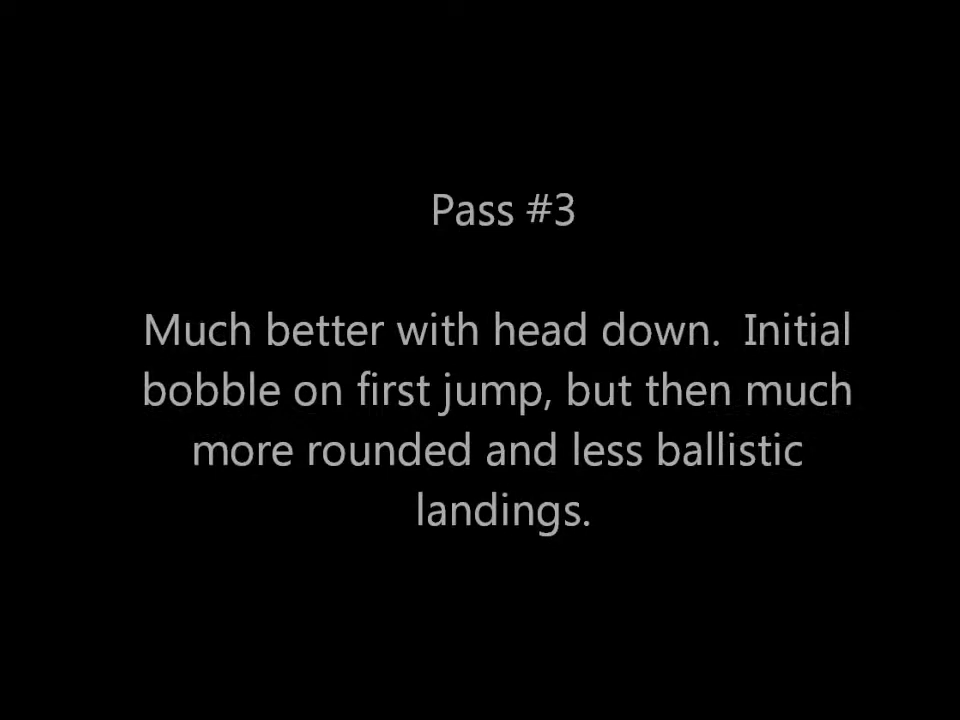 Pass #3
Much better with head down.  Initial
bobble on first jump, but then much
more rounded and less ballistic
landings.